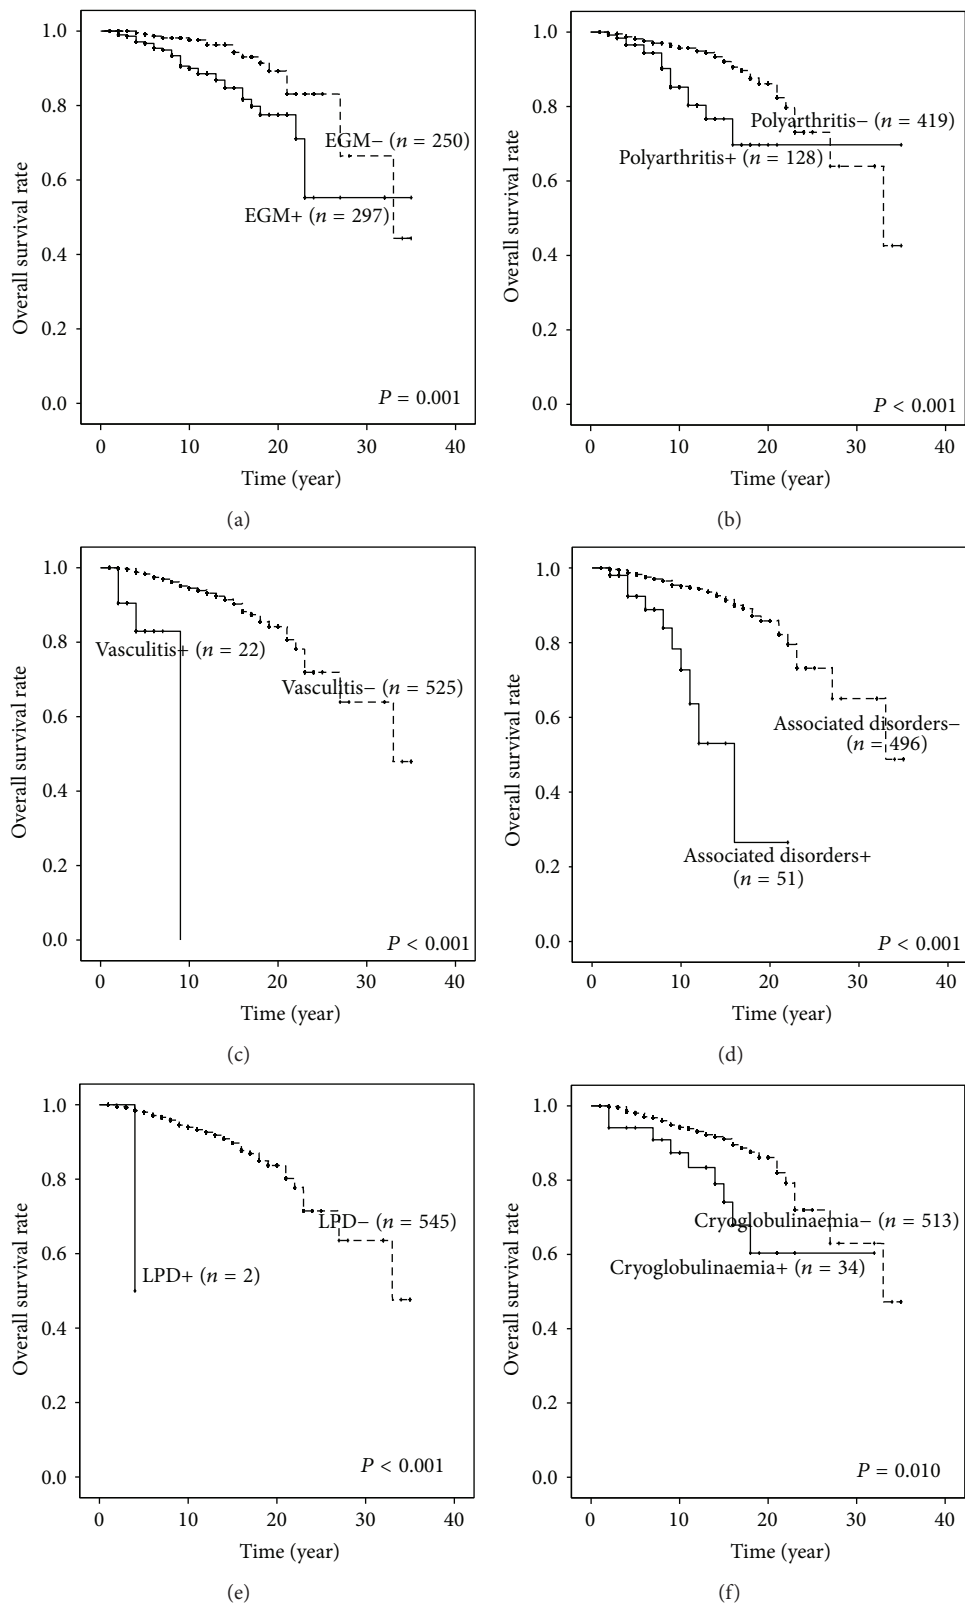 Overall survival rate
1.0
0.8
0.6
0.4
0.2
0.0
EGM− (n = 250)
EGM+ (n = 297)
P = 0.001
0 10 20 30 40
Time (year)
(a)
Overall survival rate
1.0
0.8
0.6
0.4
0.2
0.0
Polyarthritis− (n = 419)
Polyarthritis+ (n = 128)
P < 0.001
0 10 20 30 40
Time (year)
(b)
Overall survival rate
1.0
0.8
0.6
0.4
0.2
0.0
Vasculitis+ (n = 22)
Vasculitis− (n = 525)
P < 0.001
0 10 20 30 40
Time (year)
(c)
Overall survival rate
1.0
0.8
0.6
0.4
0.2
0.0
Associated disorders−
(n = 496)
Associated disorders+
(n = 51)
P < 0.001
0 10 20 30 40
Time (year)
(d)
Overall survival rate
1.0
0.8
0.6
0.4
0.2
0.0
LPD− (n = 545)
LPD+ (n = 2)
P < 0.001
0 10 20 30 40
Time (year)
(e)
Overall survival rate
1.0
0.8
0.6
0.4
0.2
0.0
Cryoglobulinaemia− (n = 513)
Cryoglobulinaemia+ (n = 34)
P = 0.010
0 10 20 30 40
Time (year)
(f)